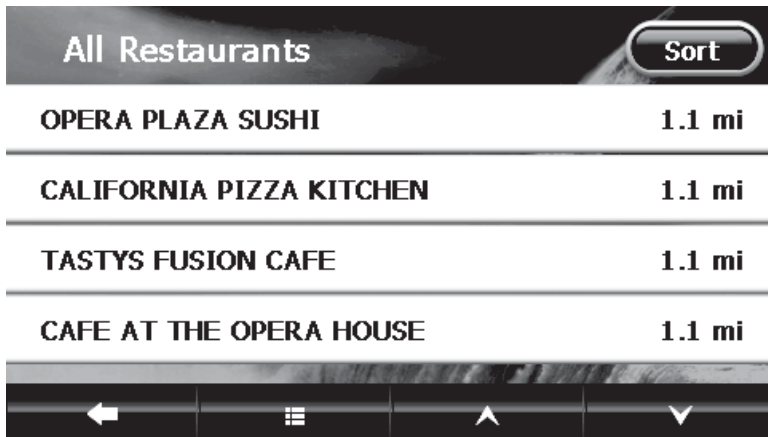 All Restaurants Sort
OPERA PLAZA SUSHI 1.1 mi
CALIFORNIA PIZZA KITCHEN 1.1 mi
TASTYS FUSION CAFE 1.1 mi
CAFE AT THE OPERA HOUSE 1.1 mi